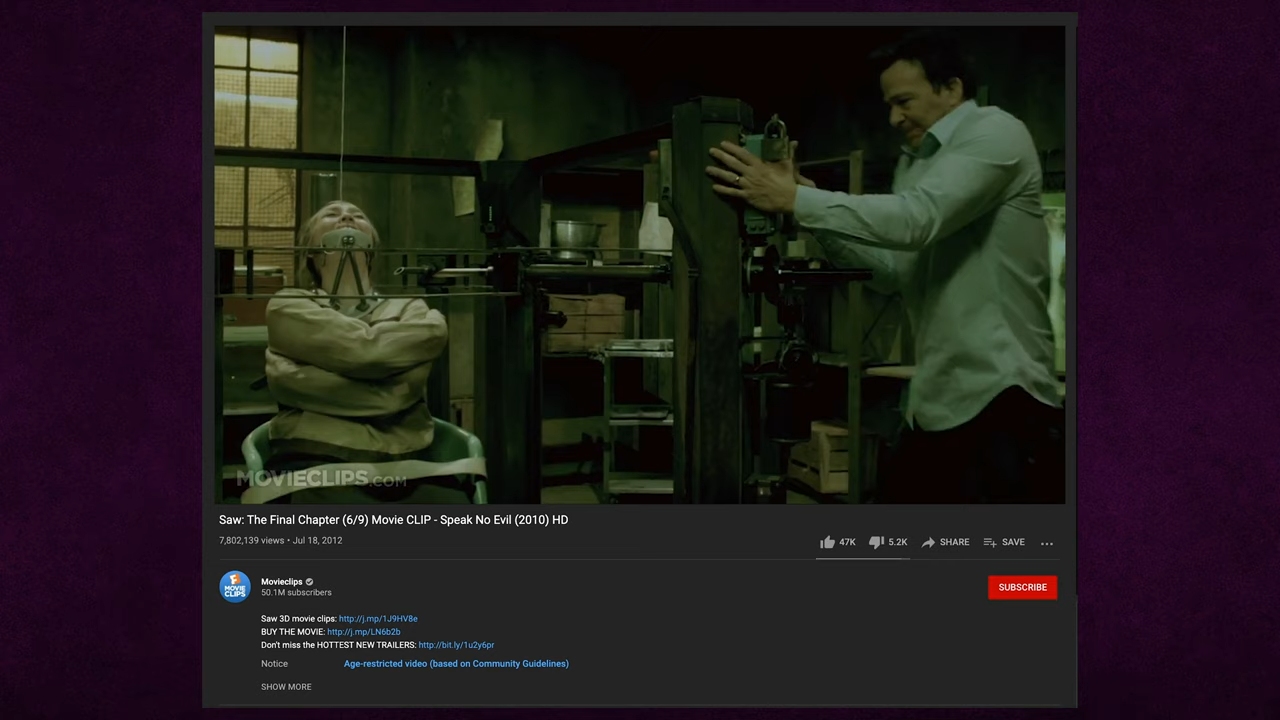 MOVIECLIPS.COM
Saw: The Final Chapter (6/9) Movie CLIP - Speak No Evil (2010) HD
7,802,139 views • Jul 18, 2012
47K 5.2K SHARE SAVE ...
MOVIE CLIPS
Movieclips
50.1M subscribers
SUBSCRIBE
Saw 3D movie clips: http://j.mp/1J9HV8e
BUY THE MOVIE: http://j.mp/LN6b2b
Don't miss the HOTTEST NEW TRAILERS: http://bit.ly/1u2y6pr
Notice Age-restricted video (based on Community Guidelines)
SHOW MORE